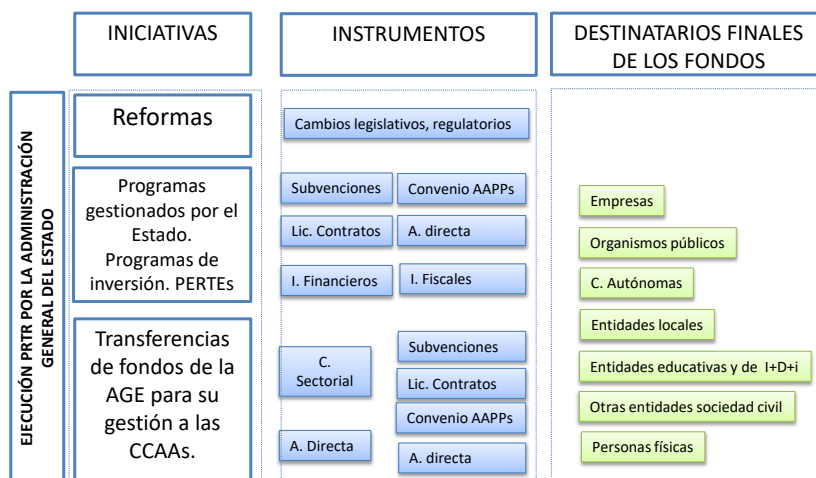 INICIATIVAS
INSTRUMENTOS
DESTINATARIOS FINALES
DE LOS FONDOS
EJECUCIÓN PRTR POR LA ADMINISTRACIÓN
GENERAL DEL ESTADO
Reformas
Cambios legislativos, regulatorios
Programas
gestionados por el
Estado.
Programas de
inversión. PERTEs
Subvenciones
Convenio AAPPs
Lic. Contratos
A. directa
I. Financieros
I. Fiscales
Transferencias
de fondos de la
AGE para su
gestión a las
CCAAs.
C.
Sectorial
A. Directa
Subvenciones
Lic. Contratos
Convenio AAPPs
A. directa
Empresas
Organismos públicos
C. Autónomas
Entidades locales
Entidades educativas y de I+D+i
Otras entidades sociedad civil
Personas físicas